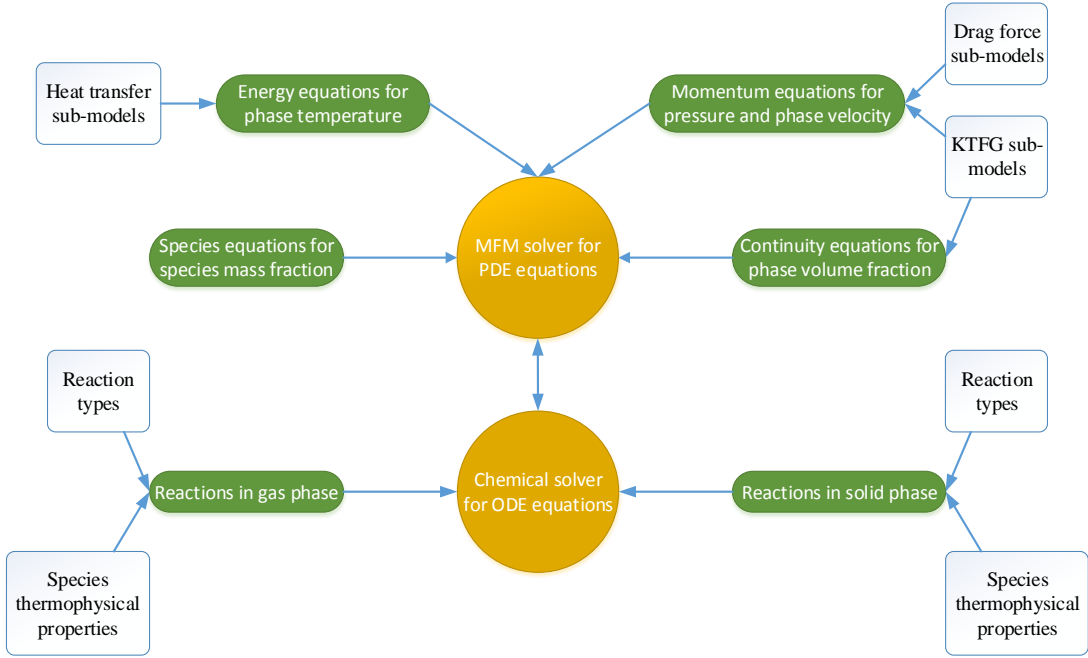 Drag force
sub-models
Heat transfer
sub-models
Energy equations for
phase temperature
Momentum equations for
pressure and phase velocity
KTFG sub-
models
Species equations for
species mass fraction
MFM solver for
PDE equations
Continuity equations for
phase volume fraction
Reaction
types
Reaction
types
Reactions in gas phase
Chemical solver
for ODE equations
Reactions in solid phase
Species
thermophysical
properties
Species
thermophysical
properties